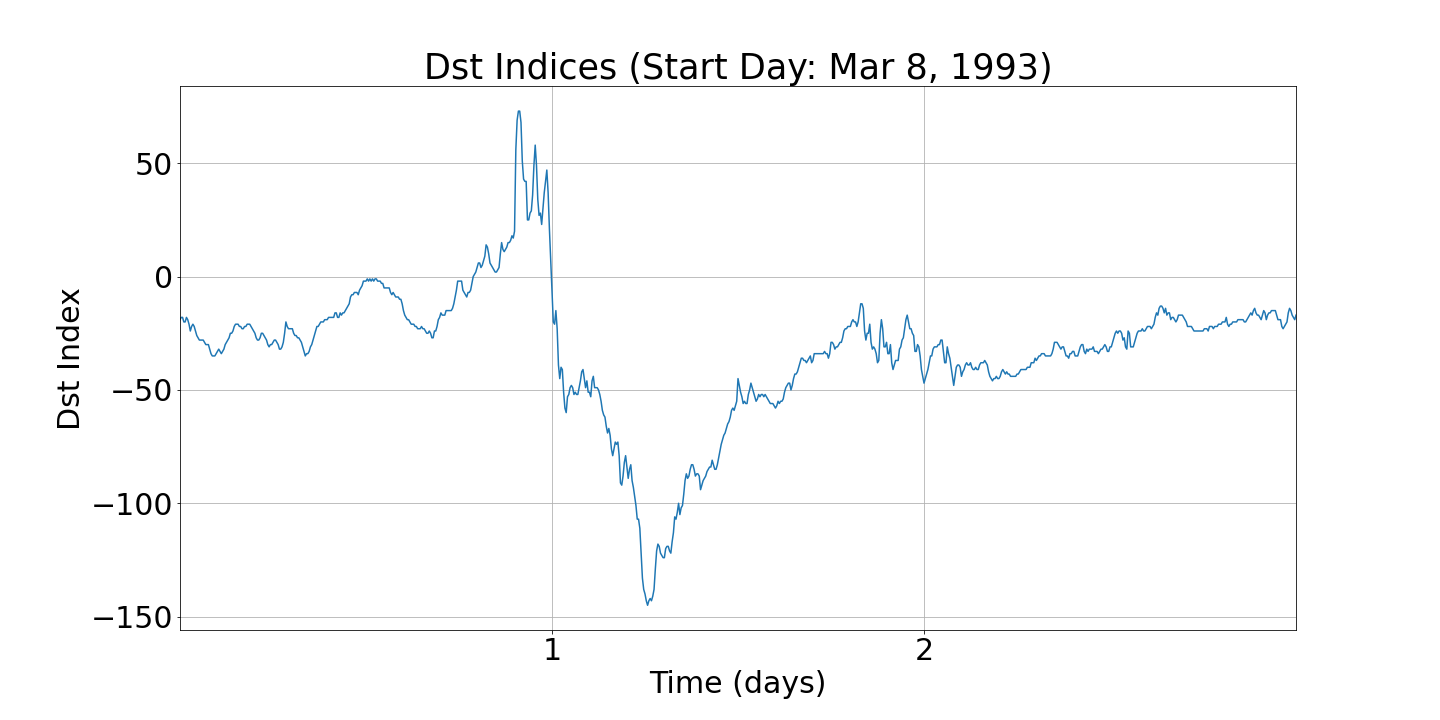 Dst Indices (Start Day: Mar 8, 1993)
50
0
−50
−100
−150
Dst Index
1
2
Time (days)